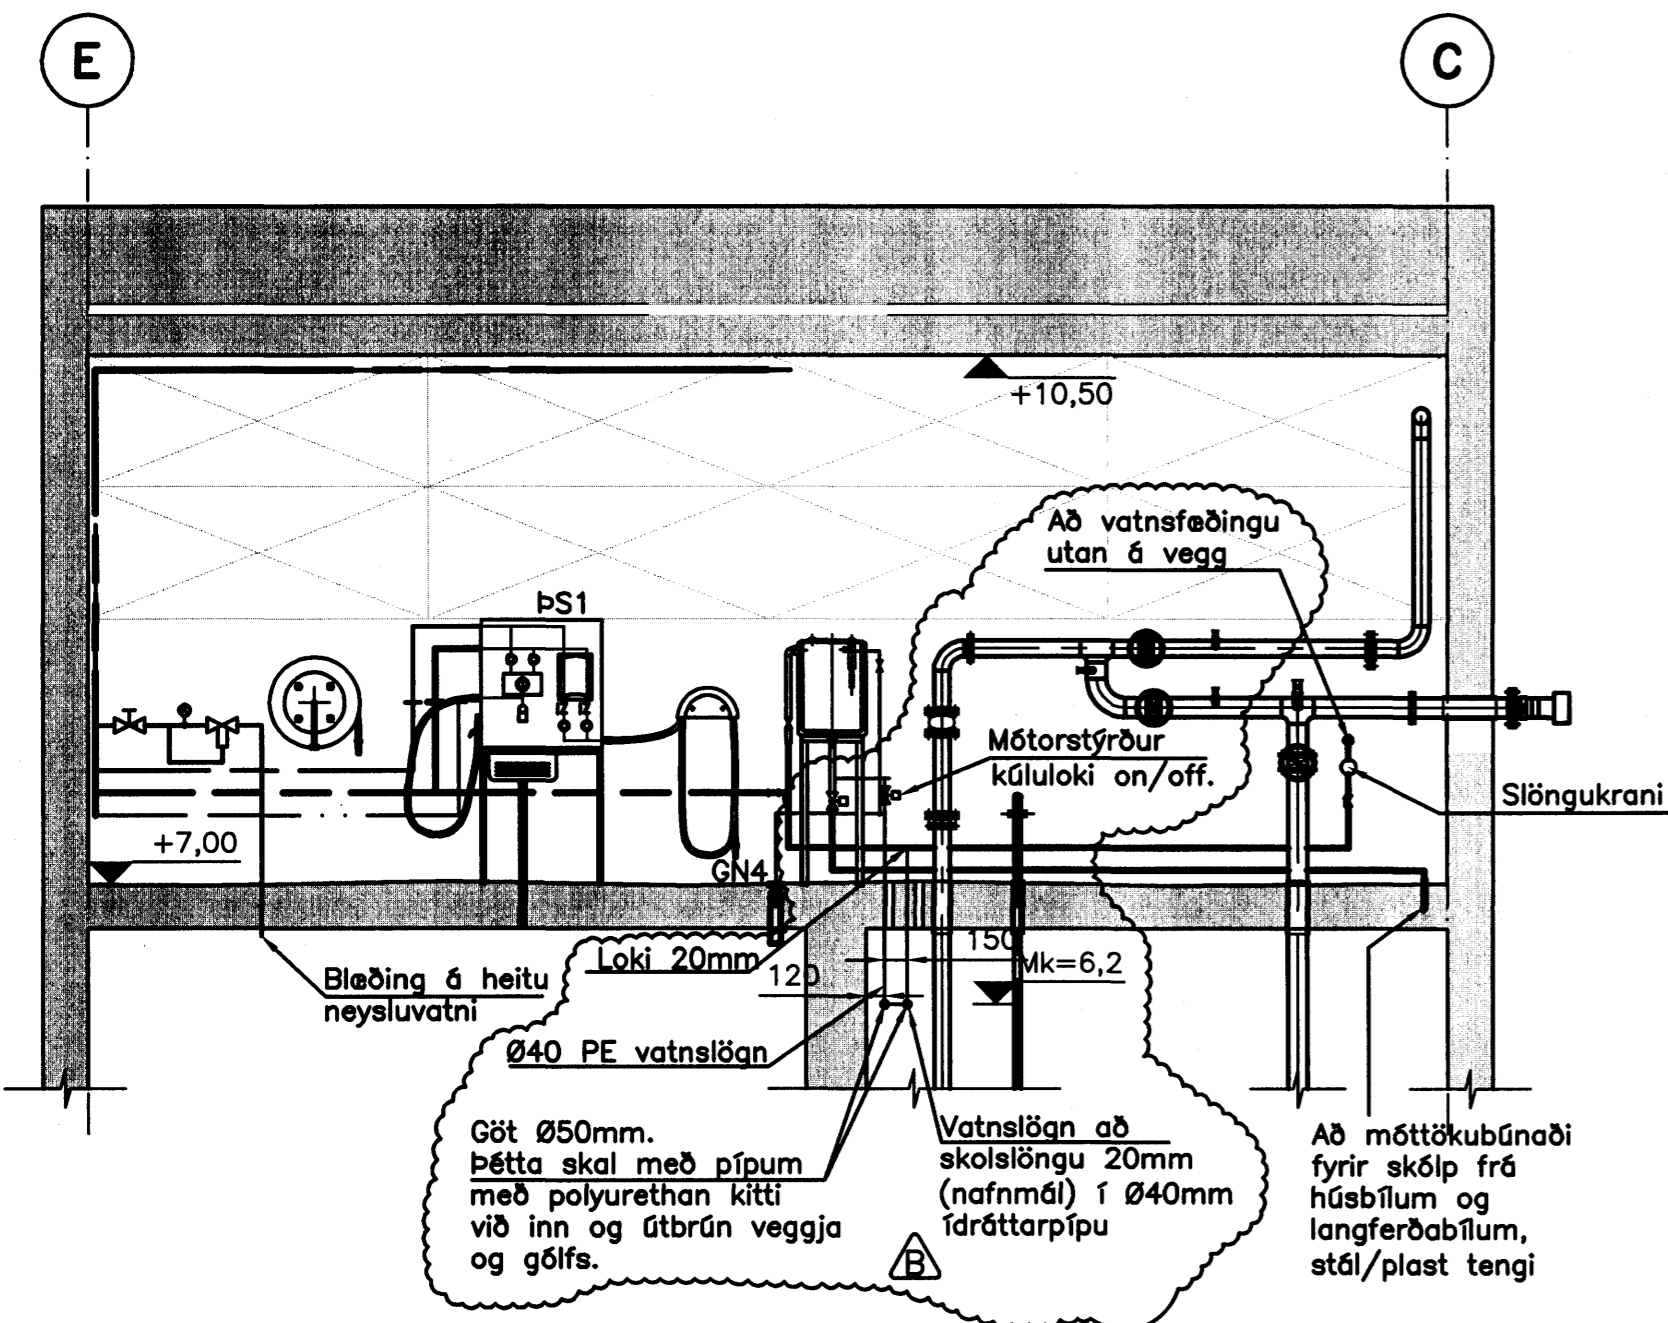 E
C
+10,50
Að vatnsfæðingu
utan á vegg
ÞS1
Mótorstýrður
kúluloki on/off.
Slöngukrani
+7,00
GN4
Loki 20mm
150
120
Mk=6,2
Blæðing á heitu
neysluvatni
Ø40 PE vatnslögn
Göt Ø50mm.
Þétta skal með pípum
með polyurethan kitti
við inn og útbrún veggja
og gólfs.
Vatnslögn að
skolslöngu 20mm
(nafnmál) í Ø40mm
ídráttarpípu
B
Að móttökubúnaði
fyrir skólp frá
húsbílum og
langferðabílum,
stál/plast tengi